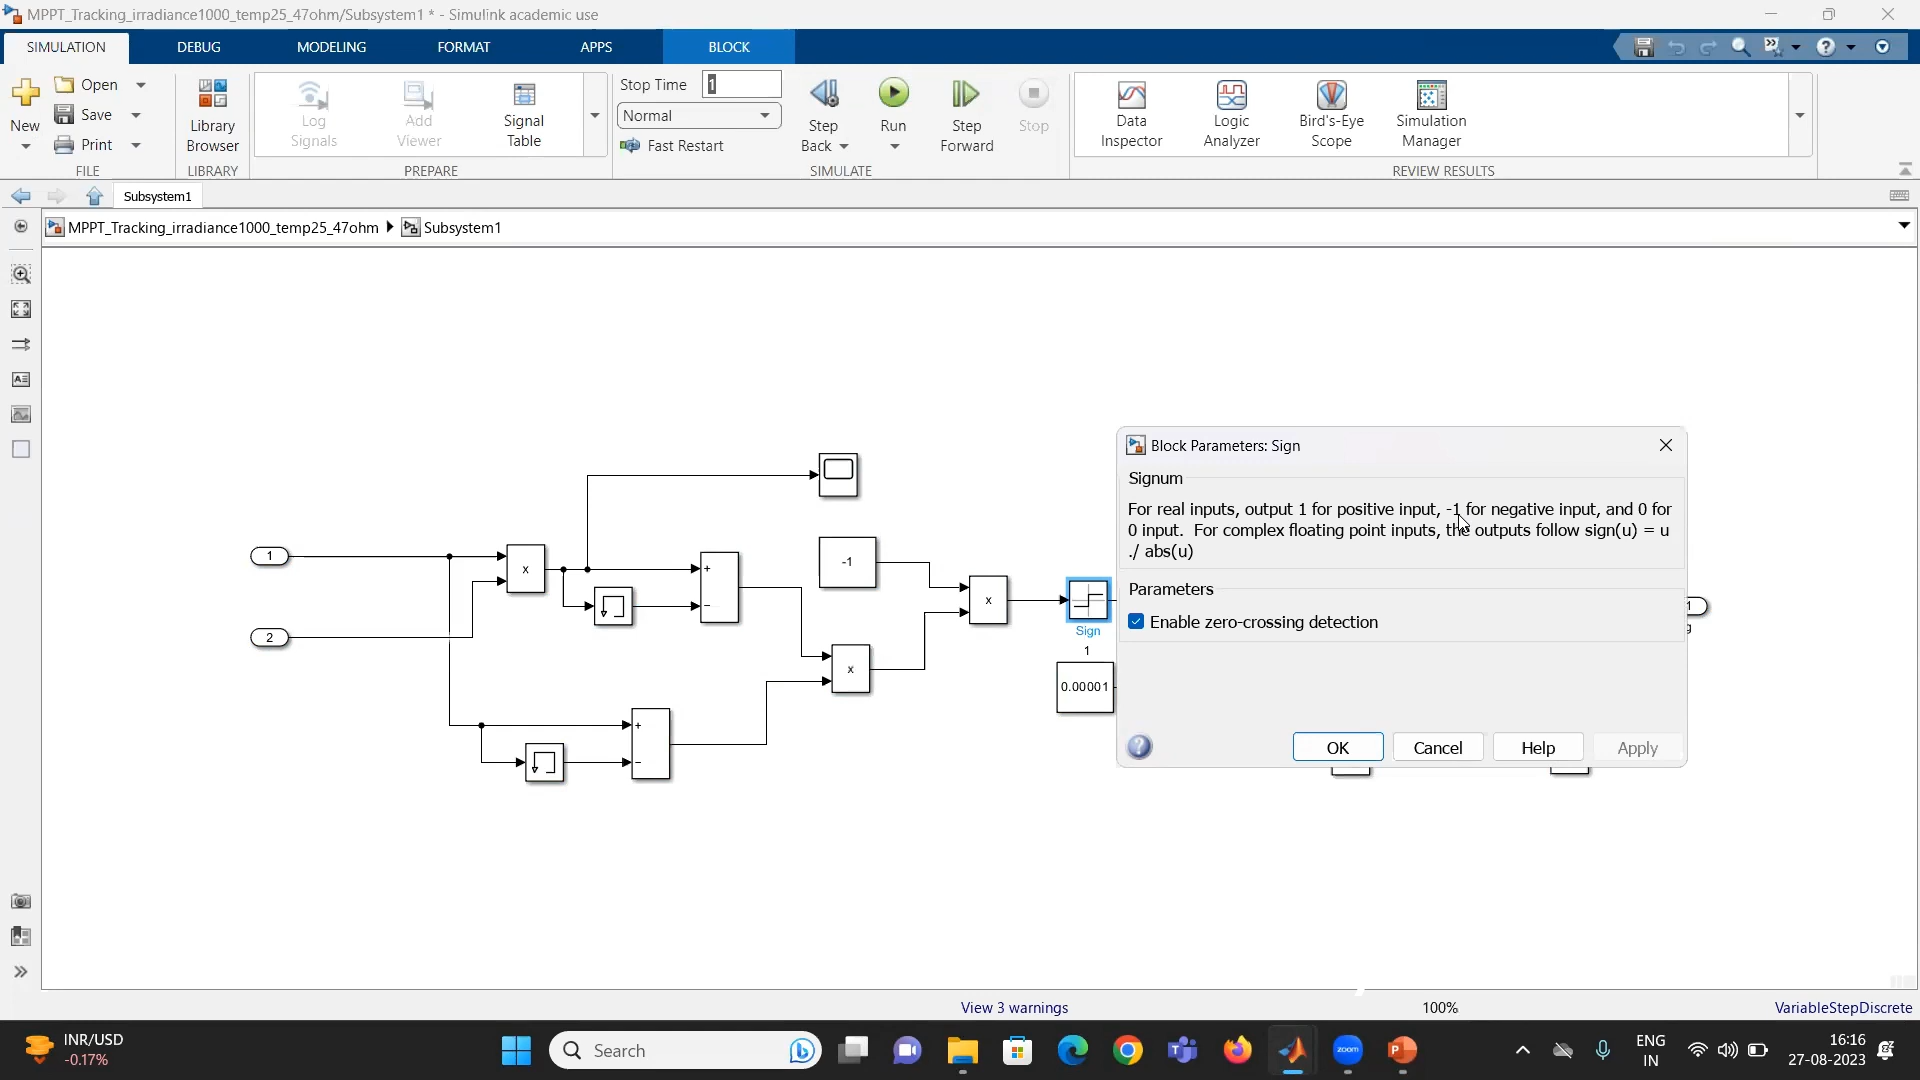 MPPT_Tracking_irradiance1000_temp25_47ohm/Subsystem1 * - Simulink academic use
SIMULATION DEBUG MODELING FORMAT APPS BLOCK
New
Open
Save
Print
FILE
Library
Browser
LIBRARY
Log
Signals
Add
Viewer
Signal
Table
PREPARE
Stop Time 1
Normal
Fast Restart
Step
Back
Run
Step
Forward
Stop
SIMULATE
Data
Inspector
Logic
Analyzer
Bird's-Eye
Scope
Simulation
Manager
REVIEW RESULTS
Subsystem1
MPPT_Tracking_irradiance1000_temp25_47ohm Subsystem1
1
2
x
+
-
+
-
-1
x
x
Sign
1
0.00001
Block Parameters: Sign
Signum
For real inputs, output 1 for positive input, -1 for negative input, and 0 for
0 input. For complex floating point inputs, the outputs follow sign(u) = u
./ abs(u)
Parameters
Enable zero-crossing detection
OK Cancel Help Apply
1
g
View 3 warnings 100% VariableStepDiscrete
INR/USD
-0.17%
Search
zoom
ENG
IN
16:16
27-08-2023